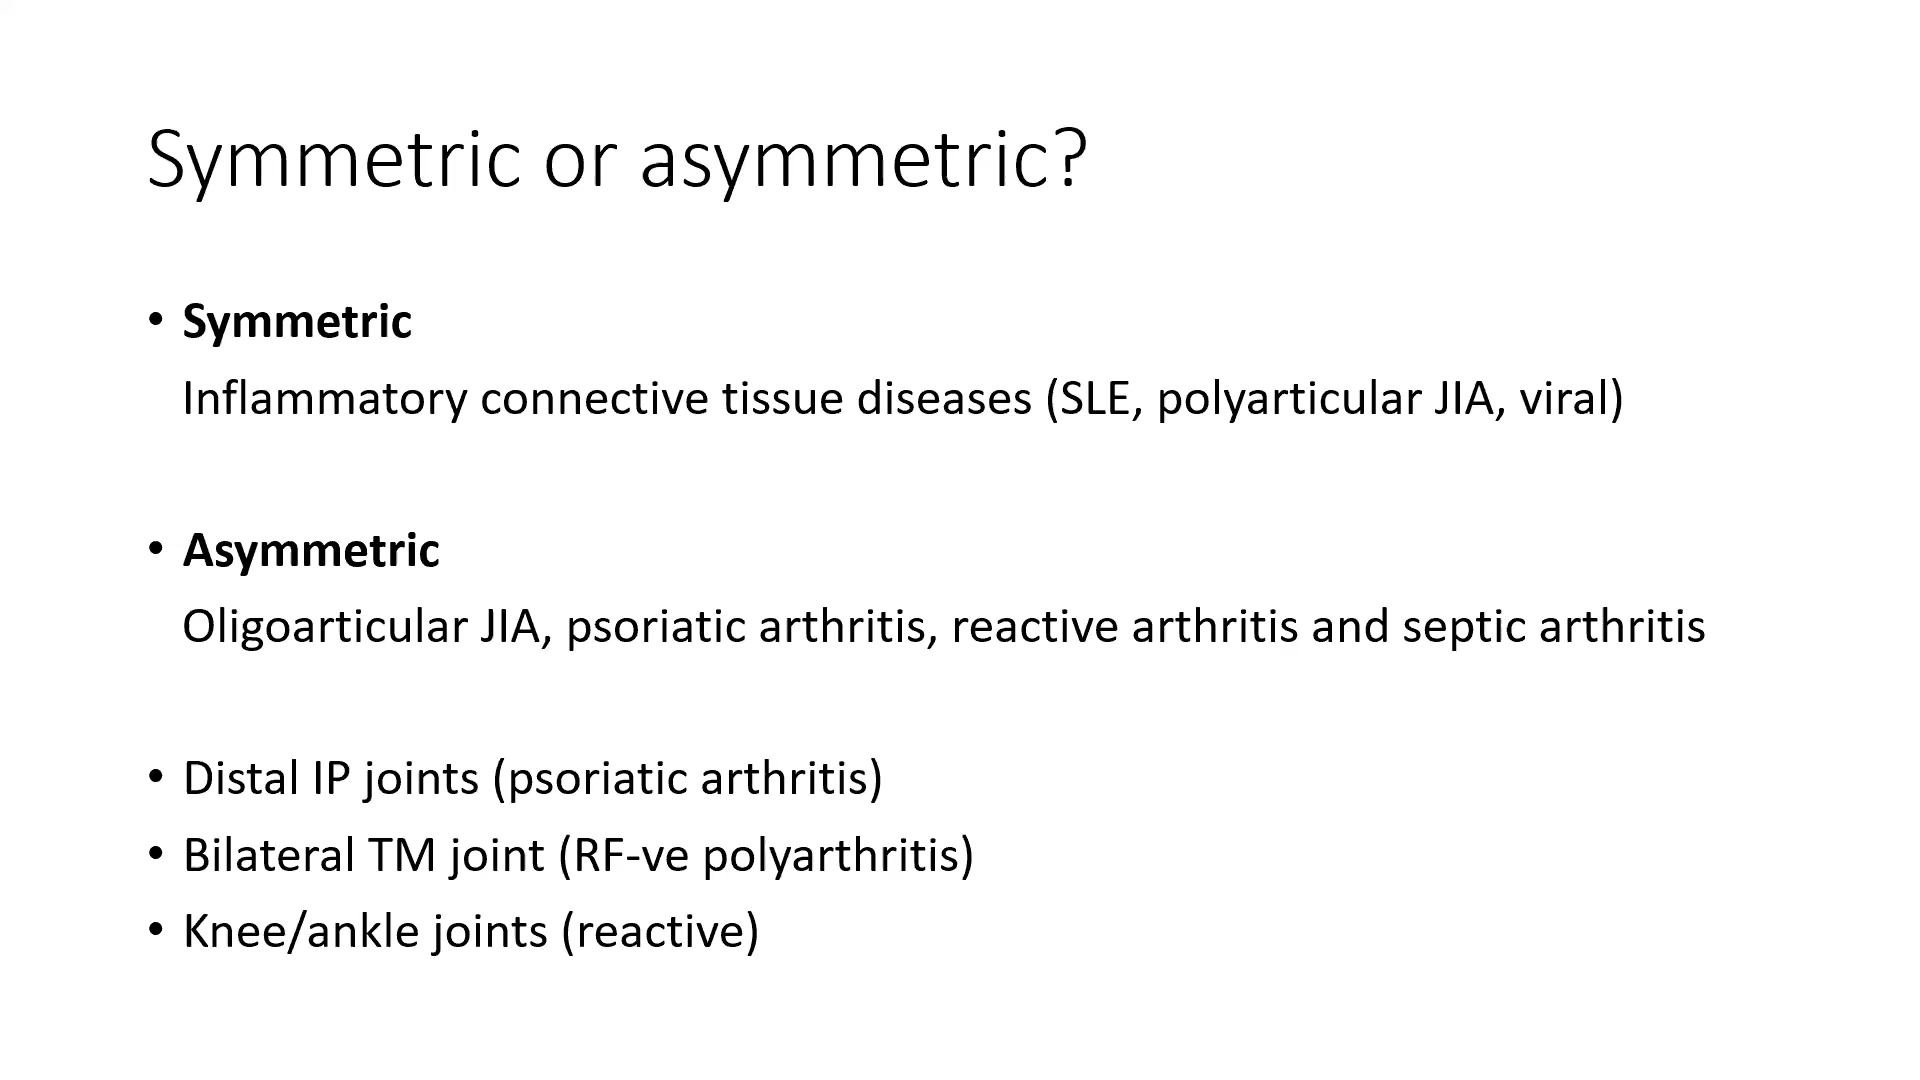 Symmetric or asymmetric?
• Symmetric
Inflammatory connective tissue diseases (SLE, polyarticular JIA, viral)
• Asymmetric
Oligoarticular JIA, psoriatic arthritis, reactive arthritis and septic arthritis
• Distal IP joints (psoriatic arthritis)
• Bilateral TM joint (RF-ve polyarthritis)
• Knee/ankle joints (reactive)